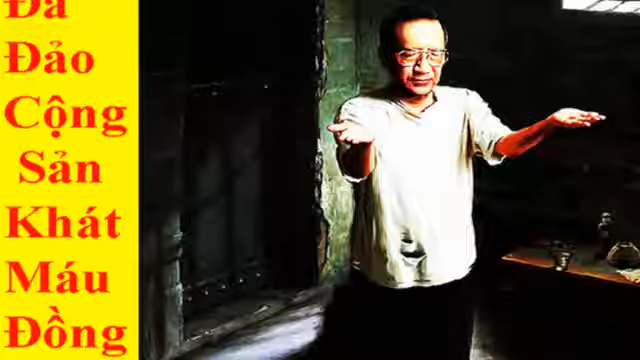 Đả
Đảo
Cộng
Sản
Khát
Máu
Đồng